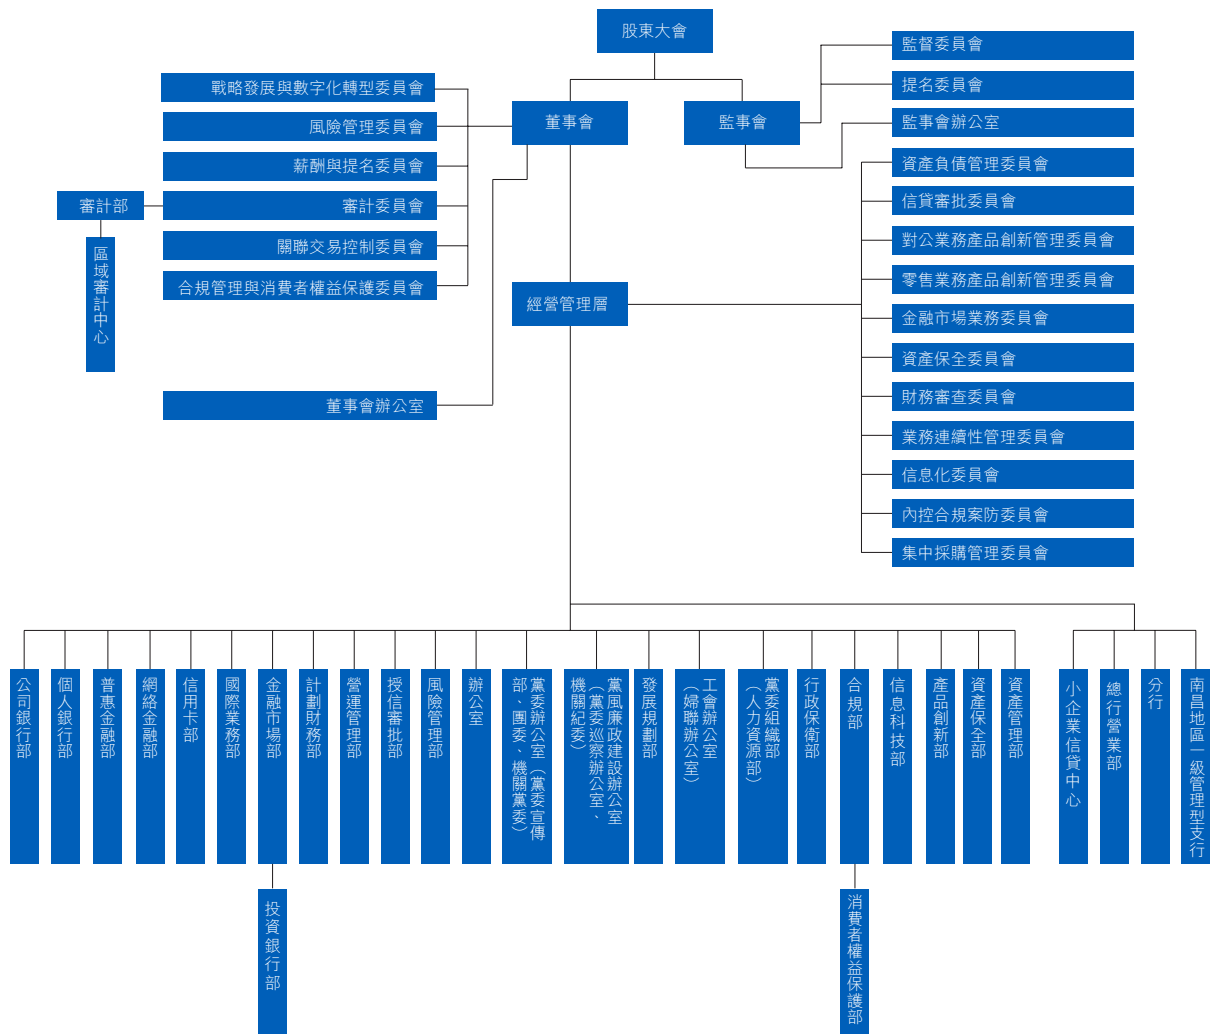 股東大會
董事會
監事會
監督委員會
提名委員會
監事會辦公室
戰略發展與數字化轉型委員會
風險管理委員會
薪酬與提名委員會
審計委員會
關聯交易控制委員會
合規管理與消費者權益保護委員會
審計部
區域審計中心
董事會辦公室
經營管理層
資產負債管理委員會
信貸審批委員會
對公業務產品創新管理委員會
零售業務產品創新管理委員會
金融市場業務委員會
資產保全委員會
財務審查委員會
業務連續性管理委員會
信息化委員會
內控合規案防委員會
集中採購管理委員會
公司銀行部
個人銀行部
普惠金融部
網絡金融部
信用卡部
國際業務部
金融市場部
計劃財務部
營運管理部
授信審批部
風險管理部
辦公室
黨委辦公室（黨委宣傳
部、團委、機關黨委）
黨風廉政建設辦公室
（黨委巡察辦公室、
機關紀委）
發展規劃部
工會辦公室
（婦聯辦公室）
黨委組織部
（人力資源部）
行政保衛部
合規部
信息科技部
產品創新部
資產保全部
資產管理部
小企業信貸中心
總行營業部
分行
南昌地區一級管理型支行
投資銀行部
消費者權益保護部